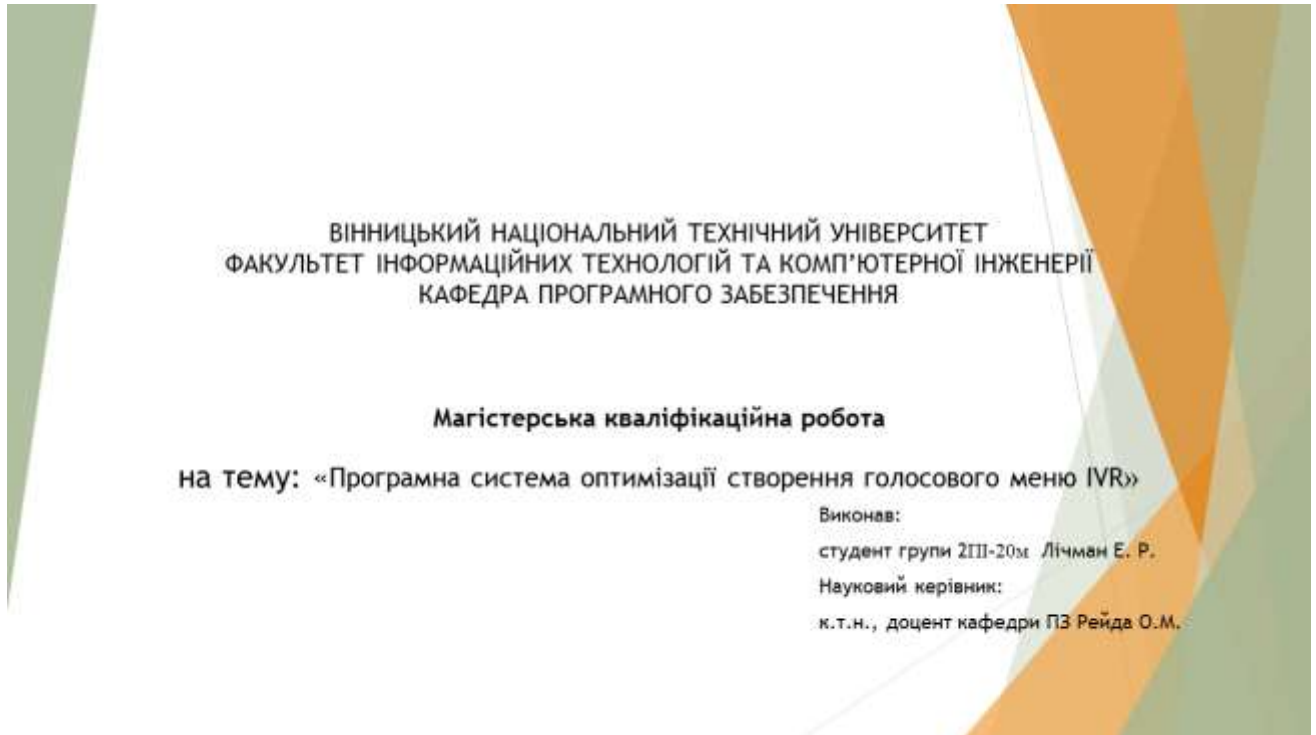 ВІННИЦЬКИЙ НАЦІОНАЛЬНИЙ ТЕХНІЧНИЙ УНІВЕРСИТЕТ
ФАКУЛЬТЕТ ІНФОРМАЦІЙНИХ ТЕХНОЛОГІЙ ТА КОМП’ЮТЕРНОЇ ІНЖЕНЕРІЇ
КАФЕДРА ПРОГРАМНОГО ЗАБЕЗПЕЧЕННЯ
Магістерська кваліфікаційна робота
на тему: «Програмна система оптимізації створення голосового меню IVR»
Виконав:
студент групи 2ПІ-20м Лічман Е. Р.
Науковий керівник:
к.т.н., доцент кафедри ПЗ Рейда О.М.